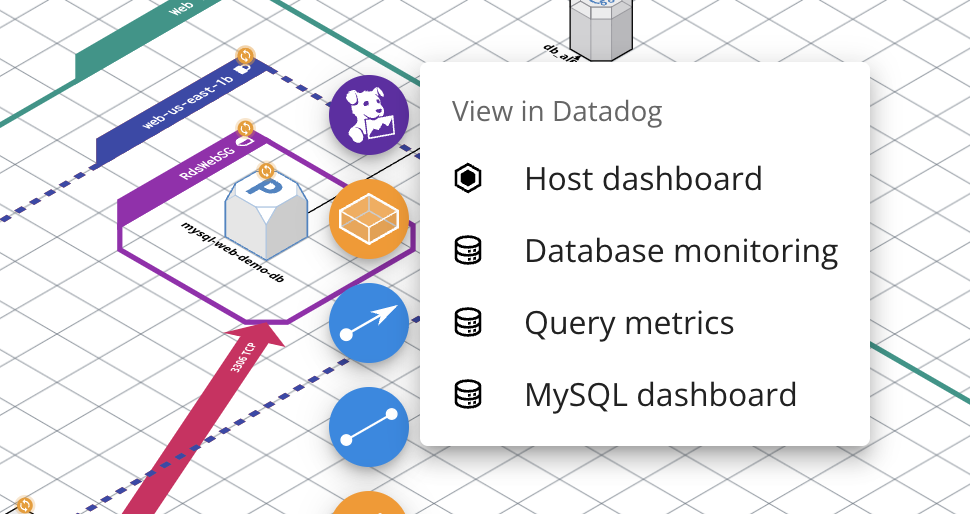 Web
db_ale
web-us-east-1b
RdsWebSG
P
mysql-web-demo-db
3306 TCP
View in Datadog
Host dashboard
Database monitoring
Query metrics
MySQL dashboard